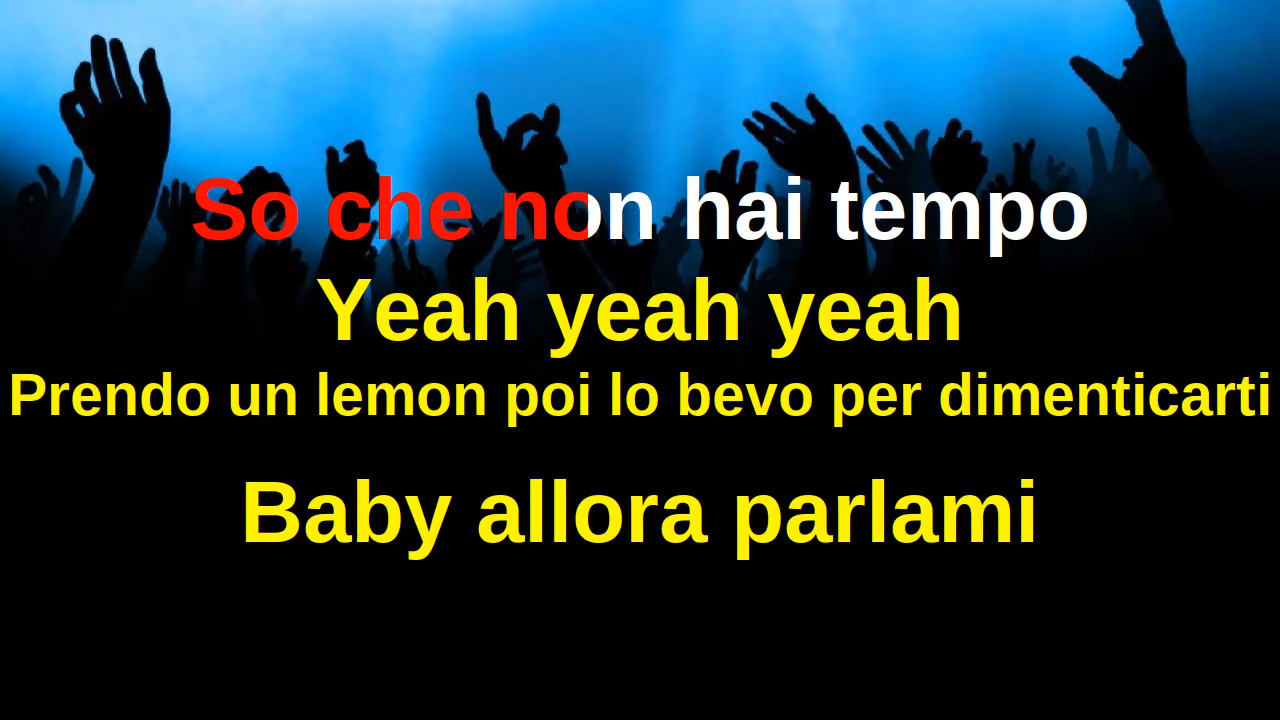 So che non hai tempo
Yeah yeah yeah
Prendo un lemon poi lo bevo per dimenticarti
Baby allora parlami